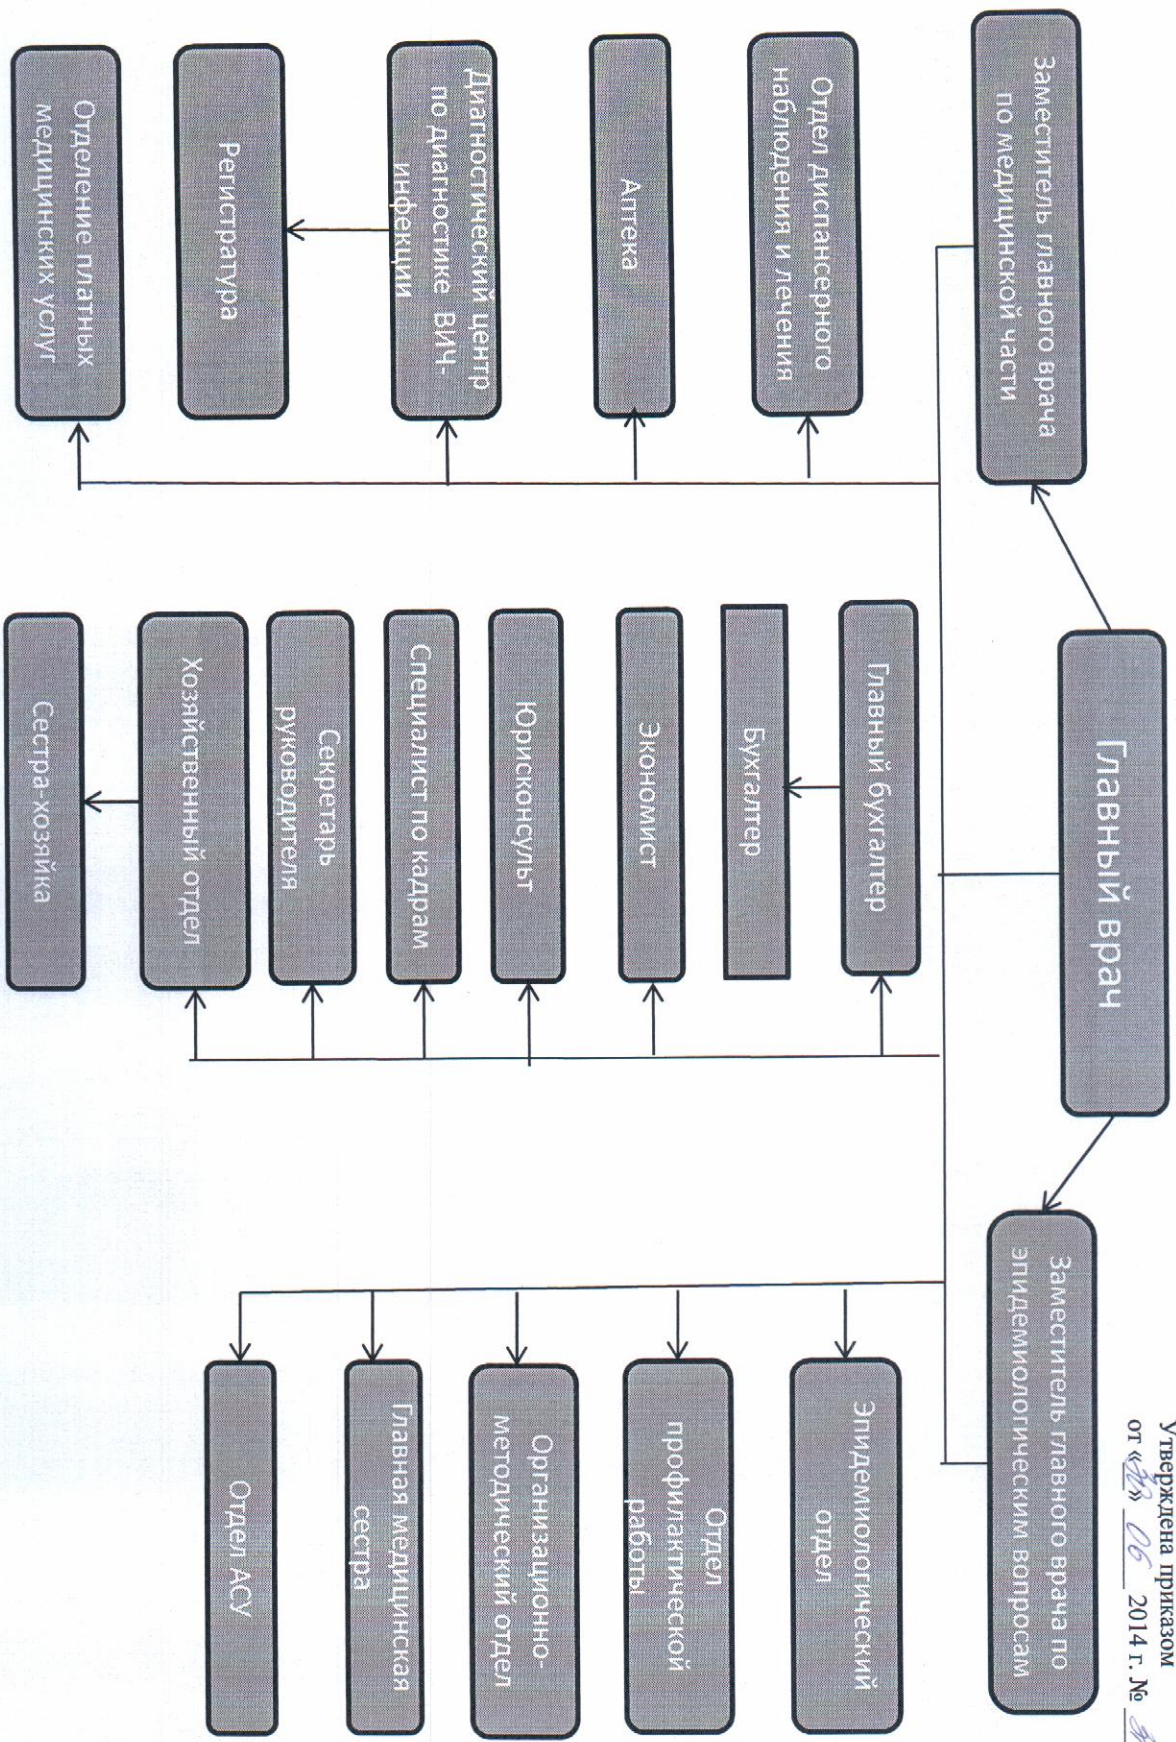 Утверждена приказом
от «30» 06 2014 г. №
Главный врач
Заместитель главного врача
по медицинской части
Заместитель главного врача по
эпидемиологическим вопросам
Отдел диспансерного
наблюдения и лечения
Аптека
Диагностический центр
по диагностике ВИЧ-
инфекции
Регистратура
Отделение платных
медицинских услуг
Главный бухгалтер
Бухгалтер
Экономист
Юрисконсульт
Специалист по кадрам
Секретарь
руководителя
Хозяйственный отдел
Сестра-хозяйка
Эпидемиологический
отдел
Отдел
профилактической
работы
Организационно-
методический отдел
Главная медицинская
сестра
Отдел АСУ